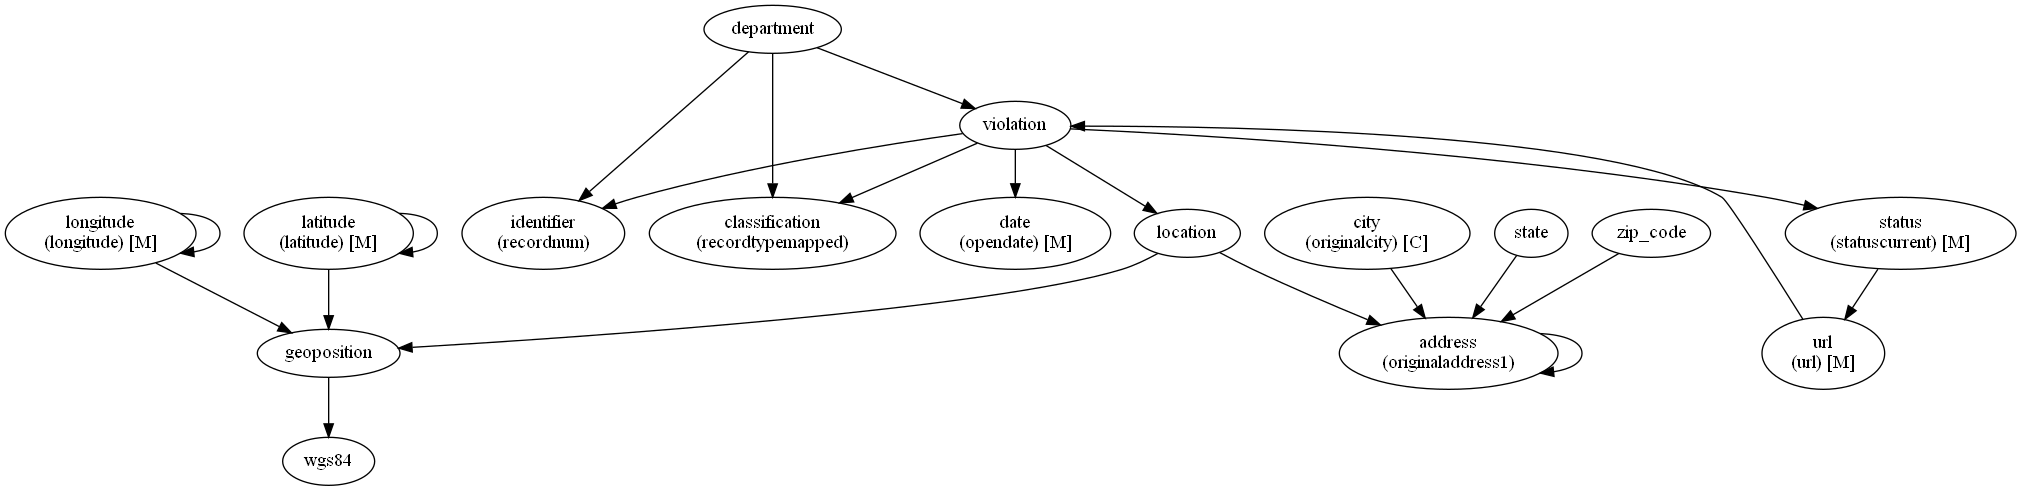 department
violation
longitude
(longitude) [M]
latitude
(latitude) [M]
identifier
(recordnum)
classification
(recordtypemapped)
date
(opendate) [M]
location
city
(originalcity) [C]
state
zip_code
status
(statuscurrent) [M]
geoposition
address
(originaladdress1)
url
(url) [M]
wgs84